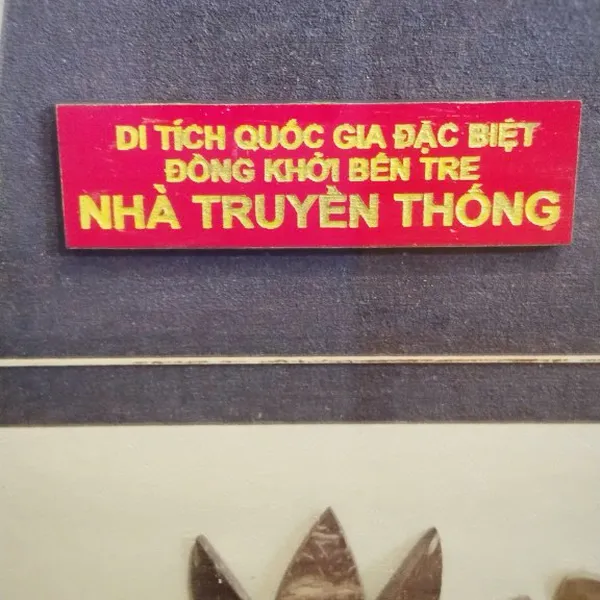 DI TÍCH QUỐC GIA ĐẶC BIỆT
ĐỒNG KHỞI BẾN TRE
NHÀ TRUYỀN THỐNG